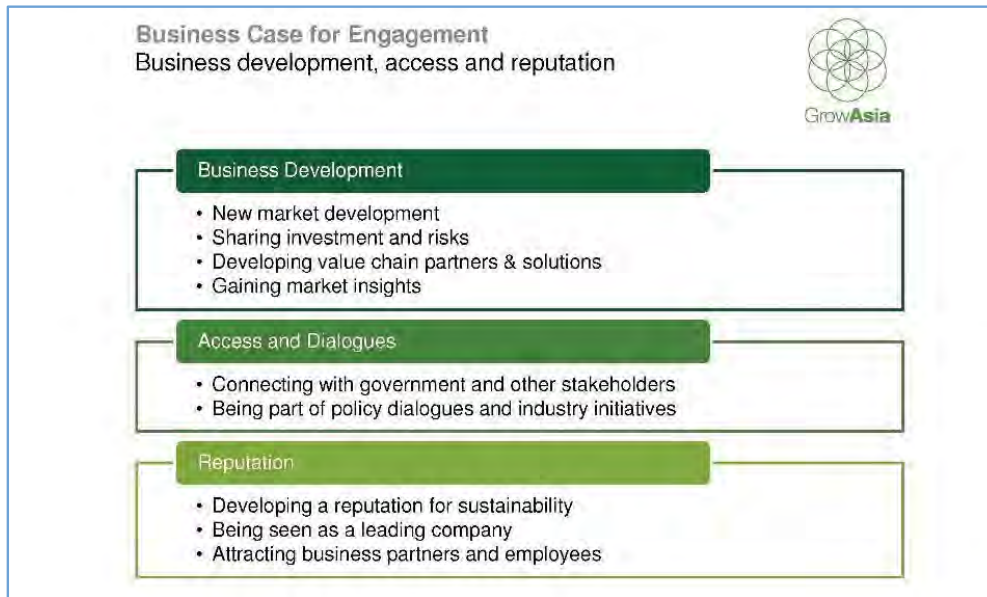 Business Case for Engagement
Business development, access and reputation
GrowAsia
Business Development
• New market development
• Sharing investment and risks
• Developing value chain partners & solutions
• Gaining market insights
Access and Dialogues
• Connecting with government and other stakeholders
• Being part of policy dialogues and industry initiatives
Reputation
• Developing a reputation for sustainability
• Being seen as a leading company
• Attracting business partners and employees